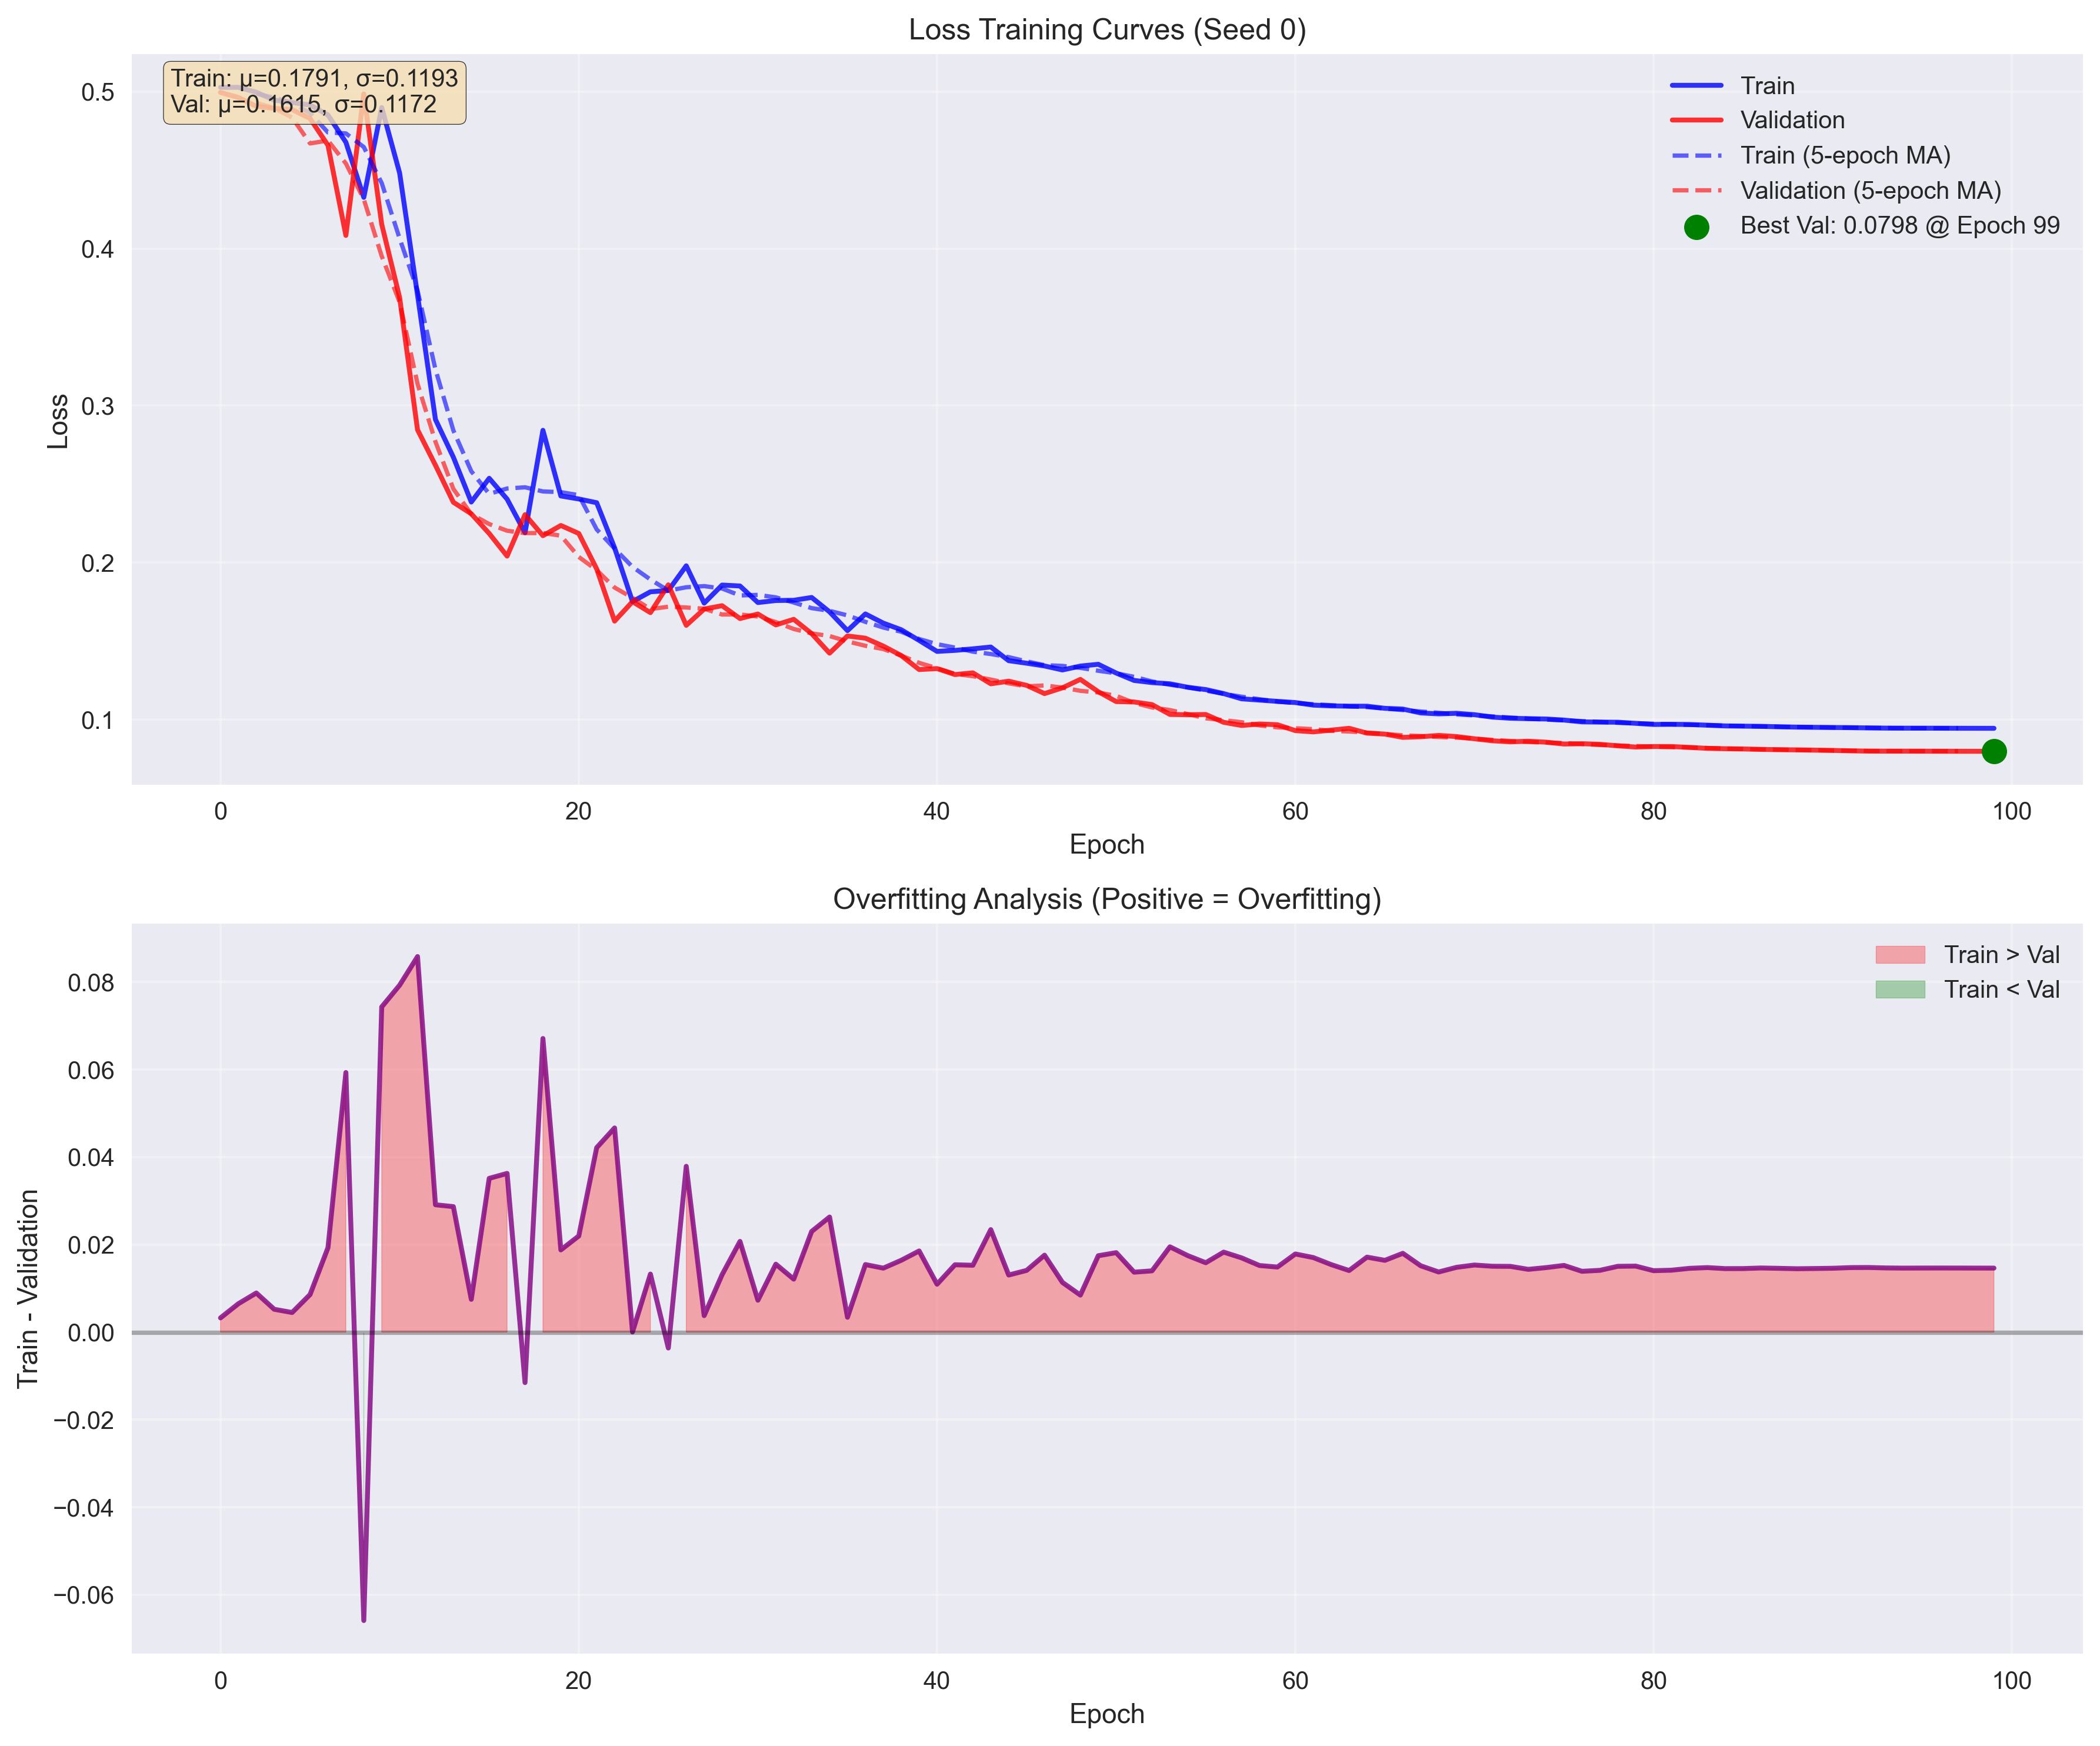 Loss Training Curves (Seed 0)
Train: μ=0.1791, σ=0.1193
Val: μ=0.1615, σ=0.1172
Train
Validation
Train (5-epoch MA)
Validation (5-epoch MA)
Best Val: 0.0798 @ Epoch 99
Loss
0.5
0.4
0.3
0.2
0.1
0 20 40 60 80 100
Epoch
Overfitting Analysis (Positive = Overfitting)
Train > Val
Train < Val
Train - Validation
0.08
0.06
0.04
0.02
0.00
−0.02
−0.04
−0.06
0 20 40 60 80 100
Epoch